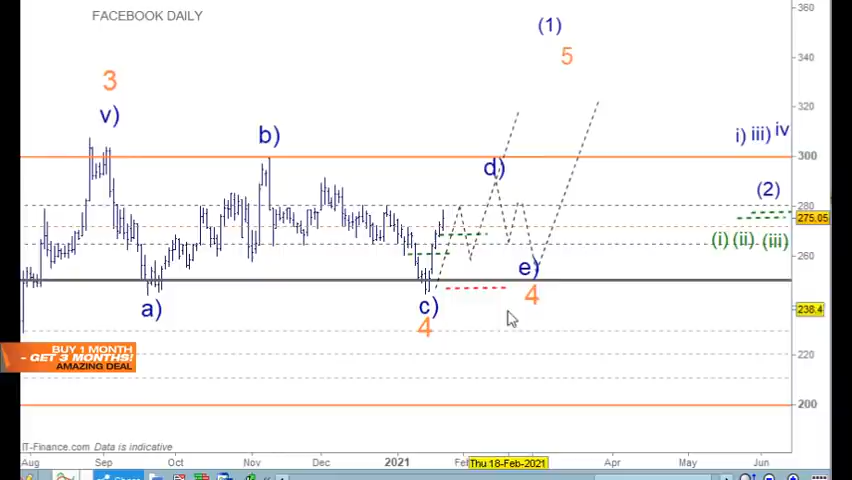 FACEBOOK DAILY
360
(1)
340
5
3
320
v)
b)
i) iii) iv
300
d)
(2)
280
275.05
(i) (ii) (iii)
260
e)
4
a)
c)
4
238.4
BUY 1 MONTH
- GET 3 MONTHS!
AMAZING DEAL
220
200
IT-Finance.com Data is indicative
Aug Sep Oct Nov Dec 2021 Feb Thu 18-Feb-2021 Apr May Jun
Share